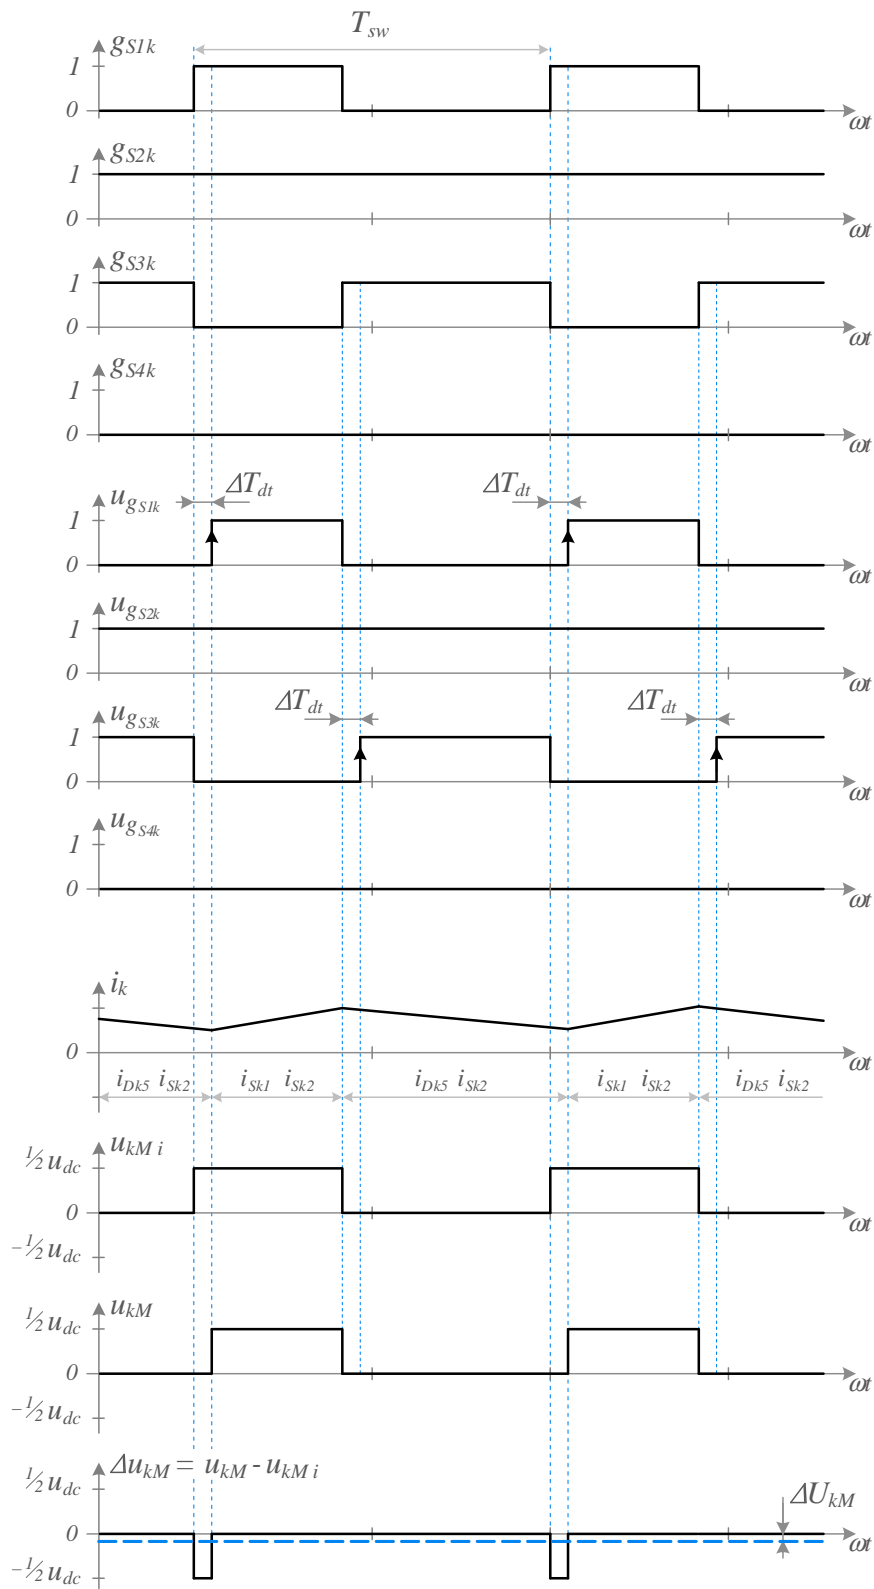 T_sw
g_S1k
1
0
ωt
g_S2k
1
0
ωt
g_S3k
1
0
ωt
g_S4k
1
0
ωt
u_g_S1k ΔT_dt ΔT_dt
1
0
ωt
u_g_S2k
1
0
ωt
u_g_S3k ΔT_dt ΔT_dt
1
0
ωt
u_g_S4k
1
0
ωt
i_k
0
ωt
i_Dk5 i_Sk2 i_Sk1 i_Sk2 i_Dk5 i_Sk2 i_Sk1 i_Sk2 i_Dk5 i_Sk2
u_kM i
½ u_dc
0
ωt
-½ u_dc
u_kM
½ u_dc
0
ωt
-½ u_dc
Δu_kM = u_kM - u_kM i
½ u_dc
ΔU_kM
0
ωt
-½ u_dc